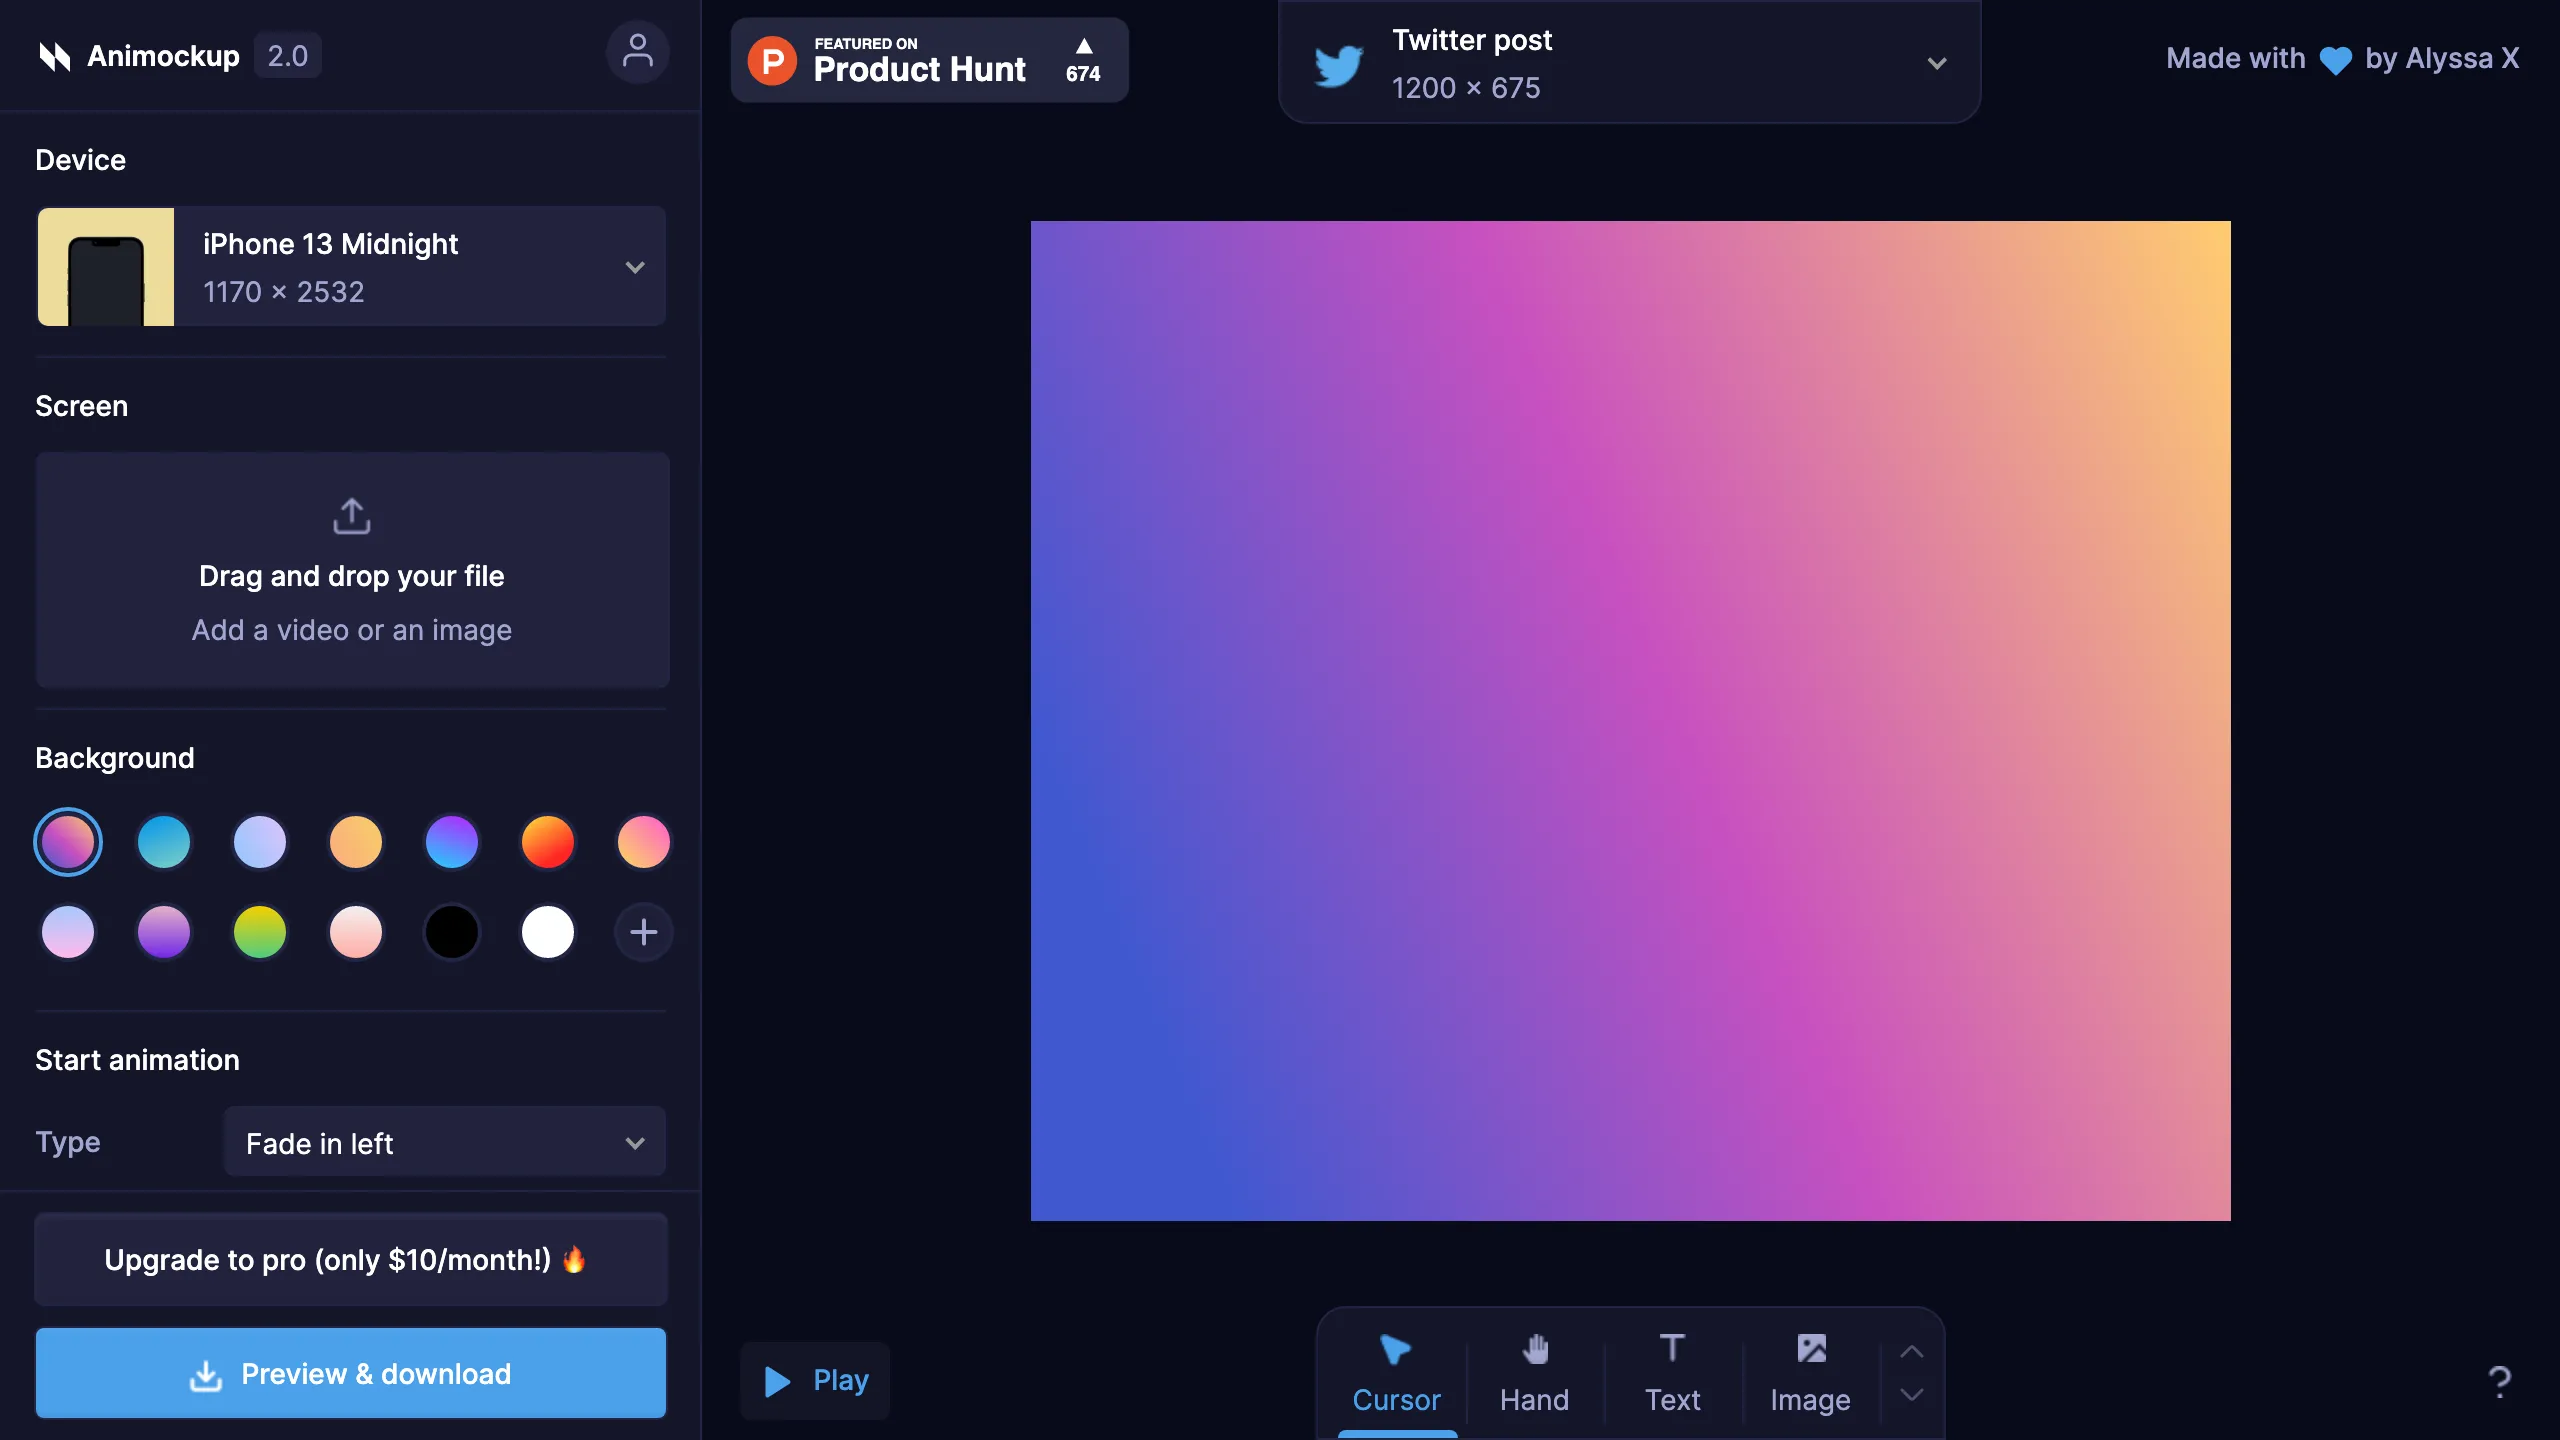 Animockup 2.0
Device
iPhone 13 Midnight
1170 × 2532
Screen
Drag and drop your file
Add a video or an image
Background
Start animation
Type
Fade in left
Upgrade to pro (only $10/month!) 🔥
Preview & download
P
FEATURED ON
Product Hunt
▲
674
Twitter post
1200 × 675
Made with 💙 by Alyssa X
Play
Cursor
Hand
T
Text
Image
?